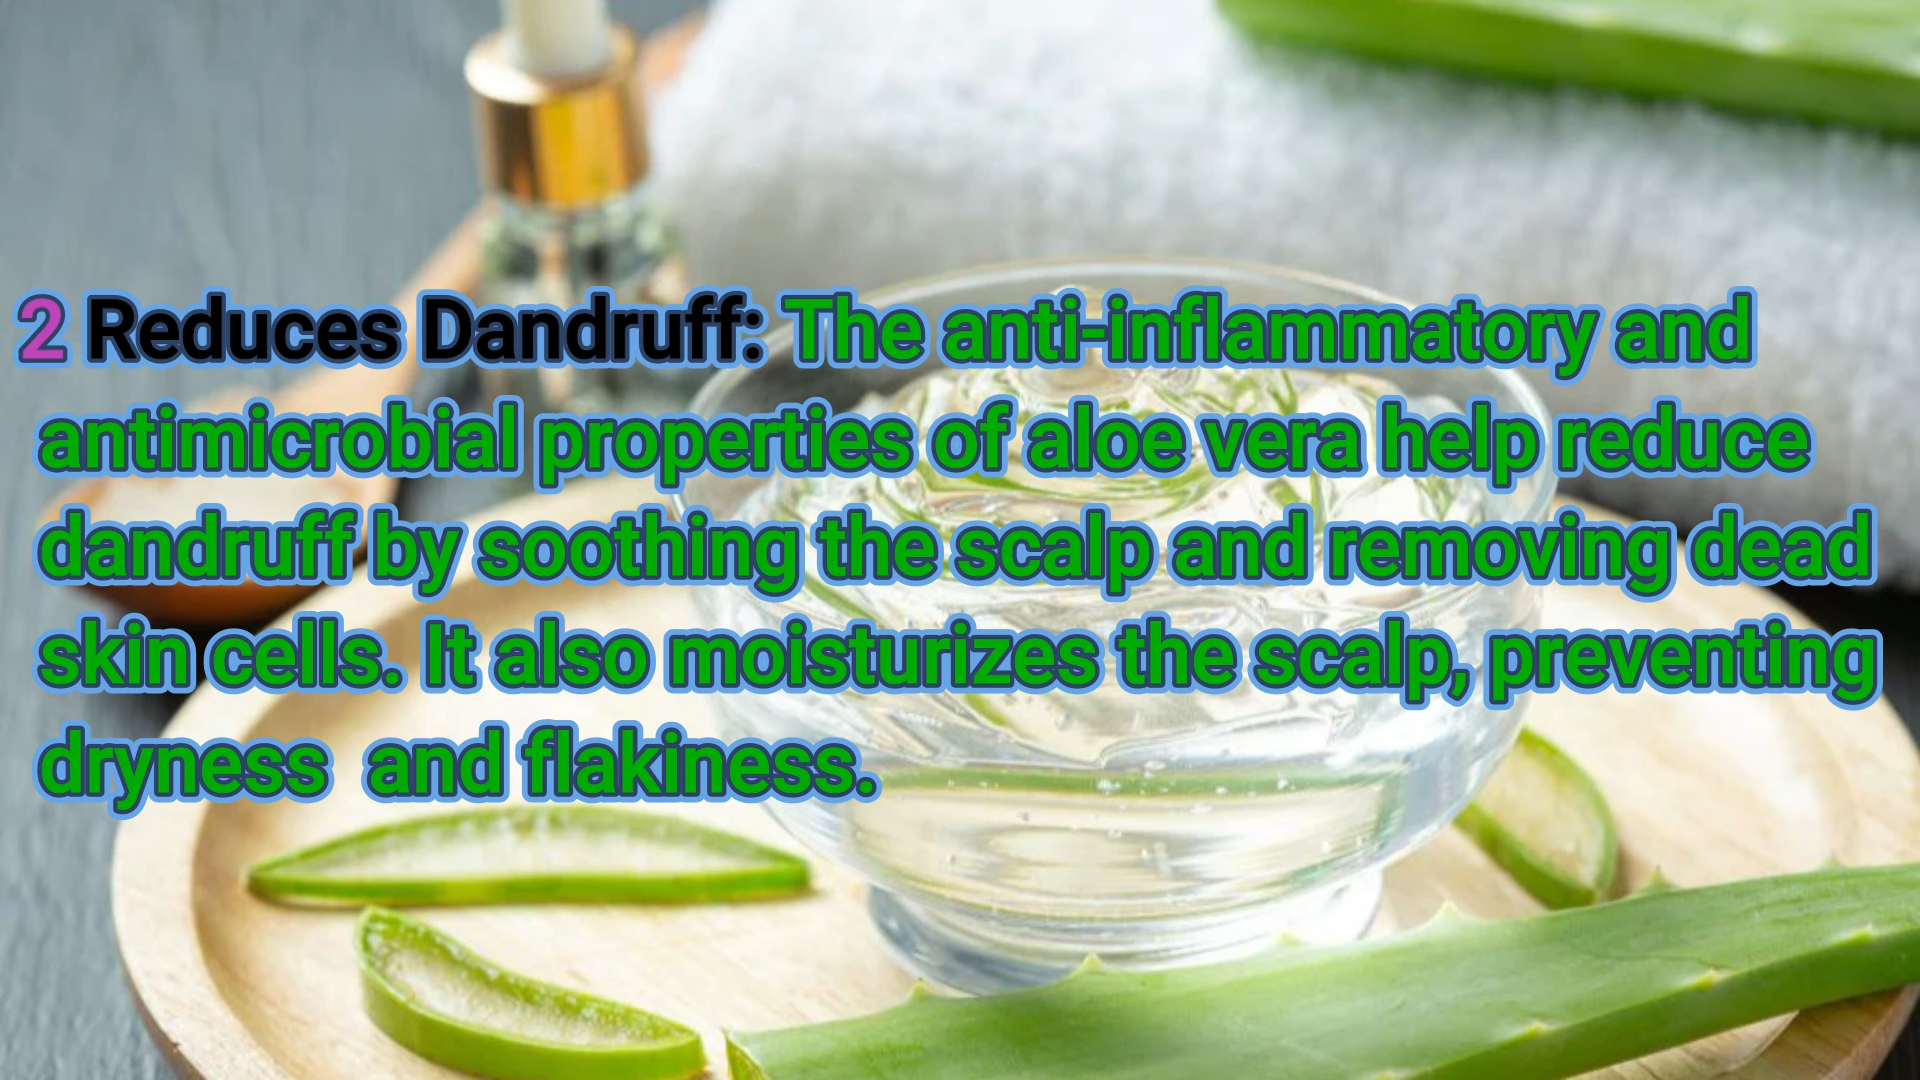 2 Reduces Dandruff: The anti-inflammatory and
antimicrobial properties of aloe vera help reduce
dandruff by soothing the scalp and removing dead
skin cells. It also moisturizes the scalp, preventing
dryness  and flakiness.